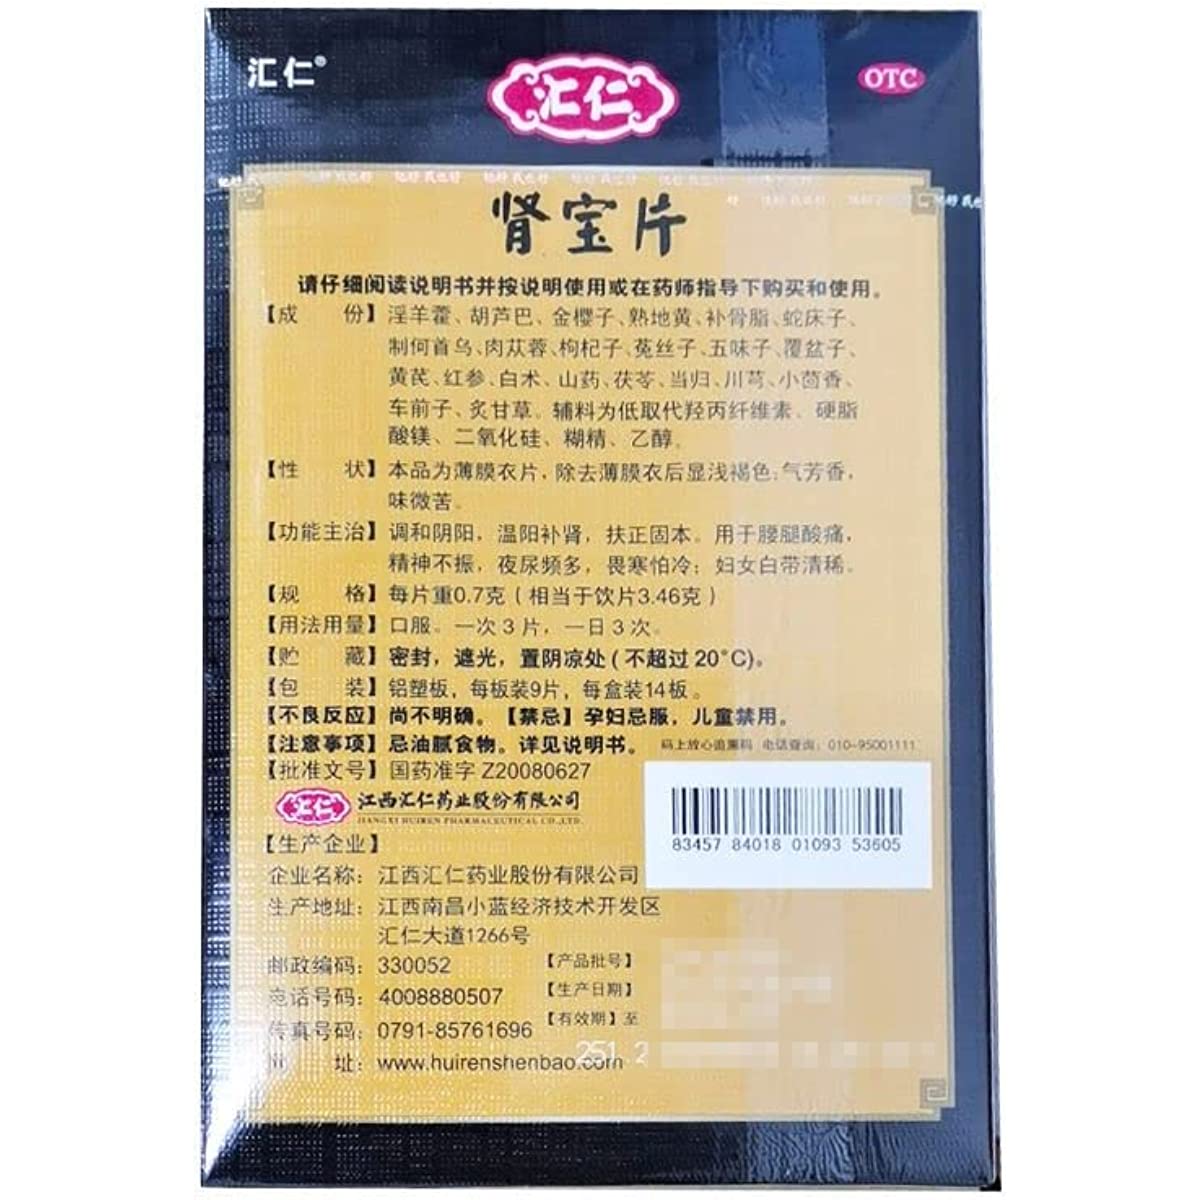 汇仁®
汇仁
OTC
肾宝片
请仔细阅读说明书并按说明使用或在药师指导下购买和使用。
【成 份】淫羊藿、胡芦巴、金樱子、熟地黄、补骨脂、蛇床子、
制何首乌、肉苁蓉、枸杞子、菟丝子、五味子、覆盆子、
黄芪、红参、白术、山药、茯苓、当归、川芎、小茴香、
车前子、炙甘草。辅料为低取代羟丙纤维素、硬脂
酸镁、二氧化硅、糊精、乙醇。
【性 状】本品为薄膜衣片，除去薄膜衣后显浅褐色；气芳香，
味微苦。
【功能主治】调和阴阳，温阳补肾，扶正固本。用于腰腿酸痛，
精神不振，夜尿频多，畏寒怕冷；妇女白带清稀。
【规 格】每片重0.7克（相当于饮片3.46克）
【用法用量】口服。一次3片，一日3次。
【贮 藏】密封，遮光，置阴凉处(不超过20°C)。
【包 装】铝塑板，每板装9片，每盒装14板。
【不良反应】尚不明确。【禁忌】孕妇忌服，儿童禁用。
【注意事项】忌油腻食物。详见说明书。 码上放心追溯码 电话查询：010-95001111
【批准文号】国药准字 Z20080627
汇仁 江西汇仁药业股份有限公司
JIANGXI HUIREN PHARMACEUTICAL CO.,LTD.
83457 84018 01093 53605
【生产企业】
企业名称：江西汇仁药业股份有限公司
生产地址：江西南昌小蓝经济技术开发区
汇仁大道1266号
邮政编码：330052
电话号码：4008880507
传真号码：0791-85761696
网 址：www.huirenshenbao.com
【产品批号】
【生产日期】
【有效期】至